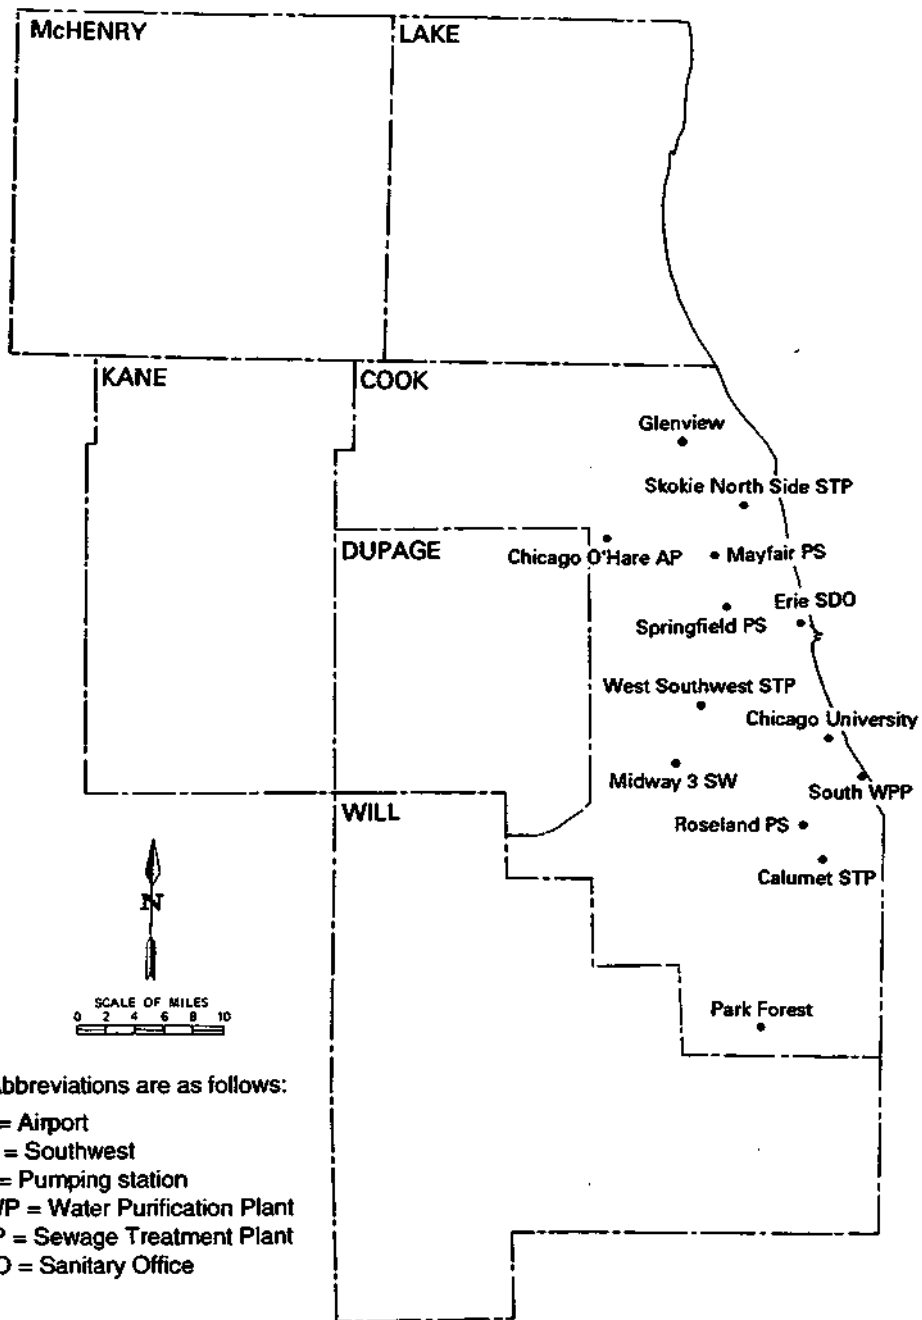 McHENRY
LAKE
KANE
COOK
Glenview
Skokie North Side STP
DUPAGE
Chicago O'Hare AP
Mayfair PS
Erie SDO
Springfield PS
West Southwest STP
Chicago University
Midway 3 SW
South WPP
WILL
Roseland PS
Calumet STP
N
SCALE OF MILES
0 2 4 6 8 10
Park Forest
Abbreviations are as follows:
= Airport
= Southwest
= Pumping station
WP = Water Purification Plant
P = Sewage Treatment Plant
O = Sanitary Office